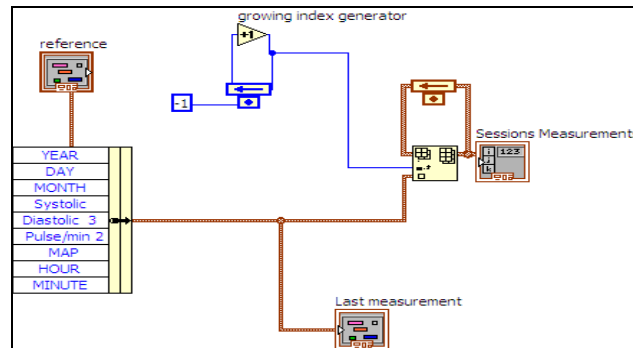 growing index generator
reference
+1
-1
Sessions Measurement
123
i
k
YEAR
DAY
MONTH
Systolic
Diastolic 3
Pulse/min 2
MAP
HOUR
MINUTE
Last measurement